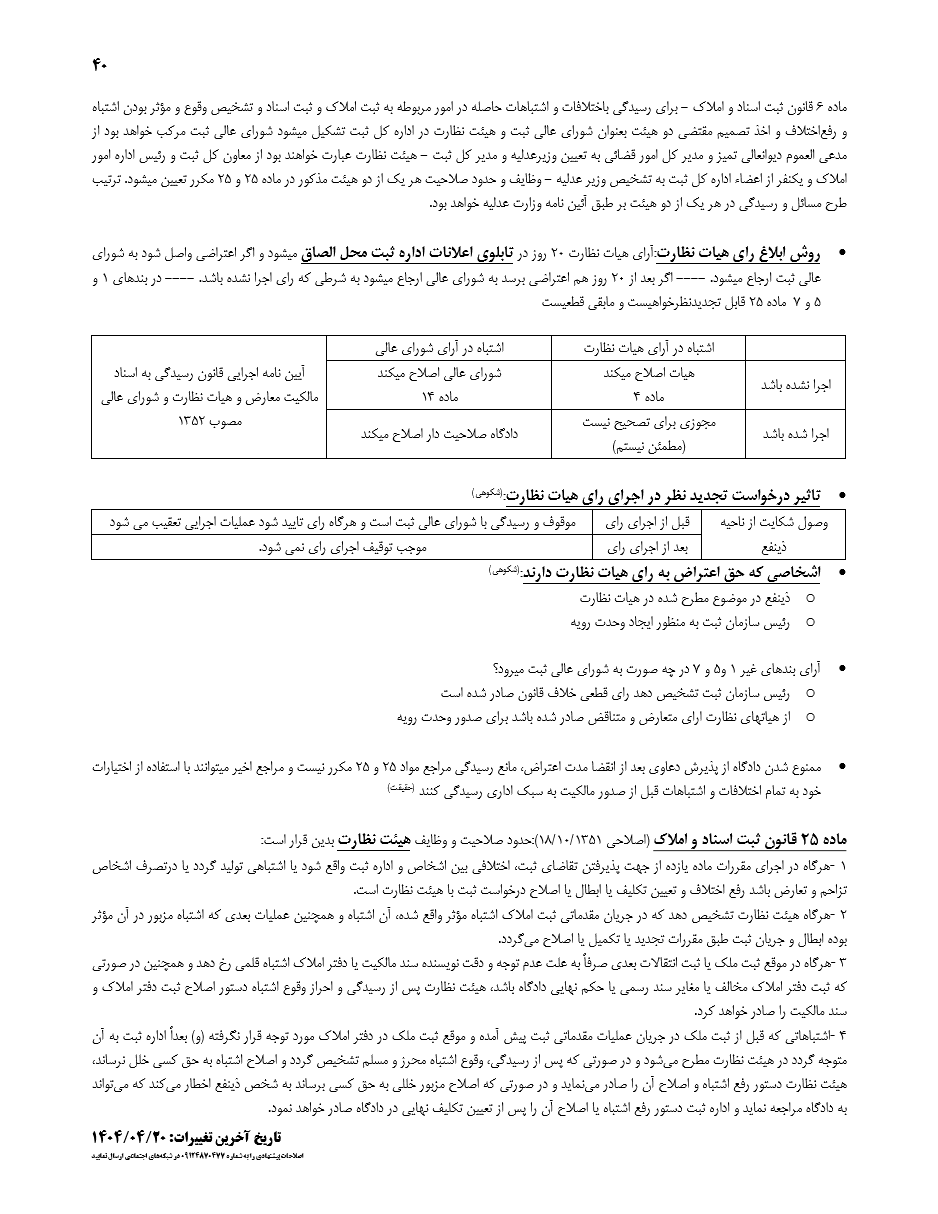 ۴۰
ماده ۶ قانون ثبت اسناد و املاک – برای رسیدگی باختلافات و اشتباهات حاصله در امور مربوطه به ثبت املاک و ثبت اسناد و تشخیص وقوع و مؤثر بودن اشتباه
و رفع‌اختلاف و اخذ تصمیم مقتضی دو هیئت بعنوان شورای عالی ثبت و هیئت نظارت در اداره کل ثبت تشکیل میشود شورای عالی ثبت مرکب خواهد بود از
مدعی العموم دیوانعالی تمیز و مدیر کل امور قضائی به تعیین وزیرعدلیه و مدیر کل ثبت – هیئت نظارت عبارت خواهند بود از معاون کل ثبت و رئیس اداره امور
املاک و یکنفر از اعضاء اداره کل ثبت به تشخیص وزیر عدلیه – وظایف و حدود صلاحیت هر یک از دو هیئت مذکور در ماده ۲۵ و ۲۵ مکرر تعیین میشود. ترتیب
طرح مسائل و رسیدگی در هر یک از دو هیئت بر طبق آئین نامه وزارت عدلیه خواهد بود.
• روش ابلاغ رای هیات نظارت:آرای هیات نظارت ۲۰ روز در تابلوی اعلانات اداره ثبت محل الصاق میشود و اگر اعتراضی واصل شود به شورای
عالی ثبت ارجاع میشود. ---- اگر بعد از ۲۰ روز هم اعتراضی برسد به شورای عالی ارجاع میشود به شرطی که رای اجرا نشده باشد. ---- در بندهای ۱ و
۵ و ۷ ماده ۲۵ قابل تجدیدنظرخواهیست و مابقی قطعیست
اشتباه در آرای هیات نظارت
اشتباه در آرای شورای عالی
آیین نامه اجرایی قانون رسیدگی به اسناد
مالکیت معارض و هیات نظارت و شورای عالی
مصوب ۱۳۵۲
اجرا نشده باشد
هیات اصلاح میکند
ماده ۴
شورای عالی اصلاح میکند
ماده ۱۴
اجرا شده باشد
مجوزی برای تصحیح نیست
(مطمئن نیستم)
دادگاه صلاحیت دار اصلاح میکند
• تاثیر درخواست تجدید نظر در اجرای رای هیات نظارت:(شکوهی)
وصول شکایت از ناحیه
ذینفع
قبل از اجرای رای
موقوف و رسیدگی با شورای عالی ثبت است و هرگاه رای تایید شود عملیات اجرایی تعقیب می شود
بعد از اجرای رای
موجب توقیف اجرای رای نمی شود.
• اشخاصی که حق اعتراض به رای هیات نظارت دارند:(شکوهی)
○ ذینفع در موضوع مطرح شده در هیات نظارت
○ رئیس سازمان ثبت به منظور ایجاد وحدت رویه
• آرای بندهای غیر ۱ و۵ و ۷ در چه صورت به شورای عالی ثبت میرود؟
○ رئیس سازمان ثبت تشخیص دهد رای قطعی خلاف قانون صادر شده است
○ از هیاتهای نظارت ارای متعارض و متناقض صادر شده باشد برای صدور وحدت رویه
• ممنوع شدن دادگاه از پذیرش دعاوی بعد از انقضا مدت اعتراض، مانع رسیدگی مراجع مواد ۲۵ و ۲۵ مکرر نیست و مراجع اخیر میتوانند با استفاده از اختیارات
خود به تمام اختلافات و اشتباهات قبل از صدور مالکیت به سبک اداری رسیدگی کنند (حقیقت)
ماده ۲۵ قانون ثبت اسناد و املاک (اصلاحی ۱۸/۱۰/۱۳۵۱):حدود صلاحیت و وظایف هیئت نظارت بدین قرار است:
۱ -هرگاه در اجرای مقررات ماده یازده از جهت پذیرفتن تقاضای ثبت، اختلافی بین اشخاص و اداره ثبت واقع شود یا اشتباهی تولید گردد یا درتصرف اشخاص
تزاحم و تعارض باشد رفع اختلاف و تعیین تکلیف یا ابطال یا اصلاح درخواست ثبت با هیئت نظارت است.
۲ -هرگاه هیئت نظارت تشخیص دهد که در جریان مقدماتی ثبت املاک اشتباه مؤثر واقع شده، آن اشتباه و همچنین عملیات بعدی که اشتباه مزبور در آن مؤثر
بوده ابطال و جریان ثبت طبق مقررات تجدید یا تکمیل یا اصلاح می‌گردد.
۳ -هرگاه در موقع ثبت ملک یا ثبت انتقالات بعدی صرفاً به علت عدم توجه و دقت نویسنده سند مالکیت یا دفتر املاک اشتباه قلمی رخ دهد و همچنین در صورتی
که ثبت دفتر املاک مخالف یا مغایر سند رسمی یا حکم نهایی دادگاه باشد، هیئت نظارت پس از رسیدگی و احراز وقوع اشتباه دستور اصلاح ثبت دفتر املاک و
سند مالکیت را صادر خواهد کرد.
۴ -اشتباهاتی که قبل از ثبت ملک در جریان عملیات مقدماتی ثبت پیش آمده و موقع ثبت ملک در دفتر املاک مورد توجه قرار نگرفته (و) بعداً اداره ثبت به آن
متوجه گردد در هیئت نظارت مطرح می‌شود و در صورتی که پس از رسیدگی، وقوع اشتباه محرز و مسلم تشخیص گردد و اصلاح اشتباه به حق کسی خلل نرساند،
هیئت نظارت دستور رفع اشتباه و اصلاح آن را صادر می‌نماید و در صورتی که اصلاح مزبور خللی به حق کسی برساند به شخص ذینفع اخطار می‌کند که می‌تواند
به دادگاه مراجعه نماید و اداره ثبت دستور رفع اشتباه یا اصلاح آن را پس از تعیین تکلیف نهایی در دادگاه صادر خواهد نمود.
تاریخ آخرین تغییرات: ۱۴۰۴/۰۴/۲۰
اصلاحات پیشنهادی را به شماره ۰۹۱۲۴۸۷۰۴۷۷ در شبکه‌های اجتماعی ارسال نمایید